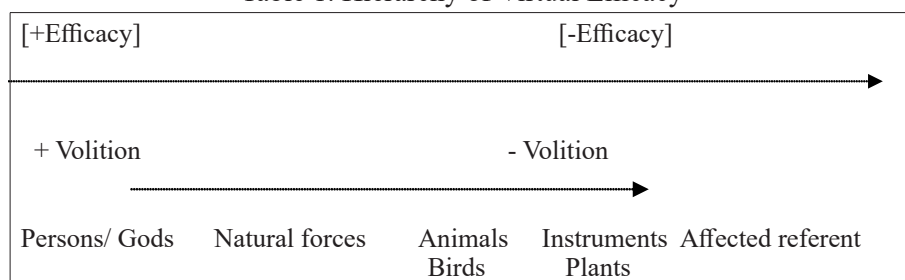 Table 1: Hierarchy of Virtual Efficacy
[+Efficacy] [-Efficacy]
+ Volition - Volition
Persons/ Gods Natural forces Animals Instruments Affected referent
Birds Plants